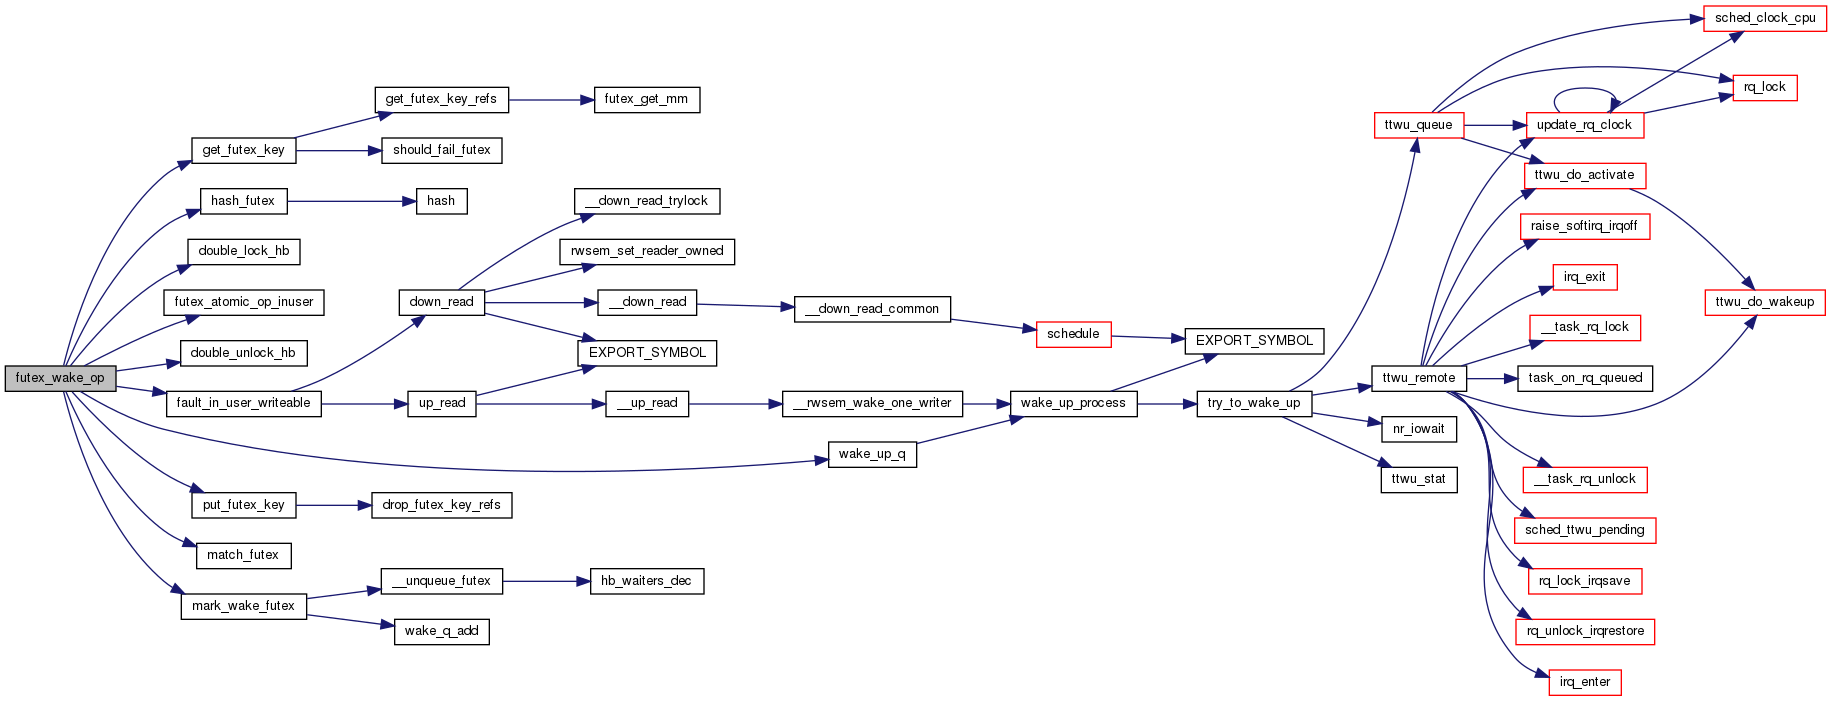 futex_wake_op
get_futex_key
hash_futex
double_lock_hb
futex_atomic_op_inuser
double_unlock_hb
fault_in_user_writeable
put_futex_key
match_futex
mark_wake_futex
get_futex_key_refs
should_fail_futex
hash
down_read
up_read
drop_futex_key_refs
__unqueue_futex
wake_q_add
futex_get_mm
__down_read_trylock
rwsem_set_reader_owned
__down_read
EXPORT_SYMBOL
__up_read
hb_waiters_dec
__down_read_common
__rwsem_wake_one_writer
wake_up_q
schedule
wake_up_process
EXPORT_SYMBOL
try_to_wake_up
ttwu_queue
ttwu_remote
nr_iowait
ttwu_stat
update_rq_clock
ttwu_do_activate
raise_softirq_irqoff
irq_exit
__task_rq_lock
task_on_rq_queued
__task_rq_unlock
sched_ttwu_pending
rq_lock_irqsave
rq_unlock_irqrestore
irq_enter
sched_clock_cpu
rq_lock
ttwu_do_wakeup